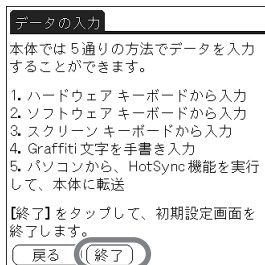 データの入力
本体では5通りの方法でデータを入力
することができます。
1. ハードウェア キーボードから入力
2. ソフトウェア キーボードから入力
3. スクリーン キーボードから入力
4. Graffiti 文字を手書き入力
5. パソコンから、HotSync 機能を実行
して、本体に転送
[終了] をタップして、初期設定画面を
終了します。
戻る 終了